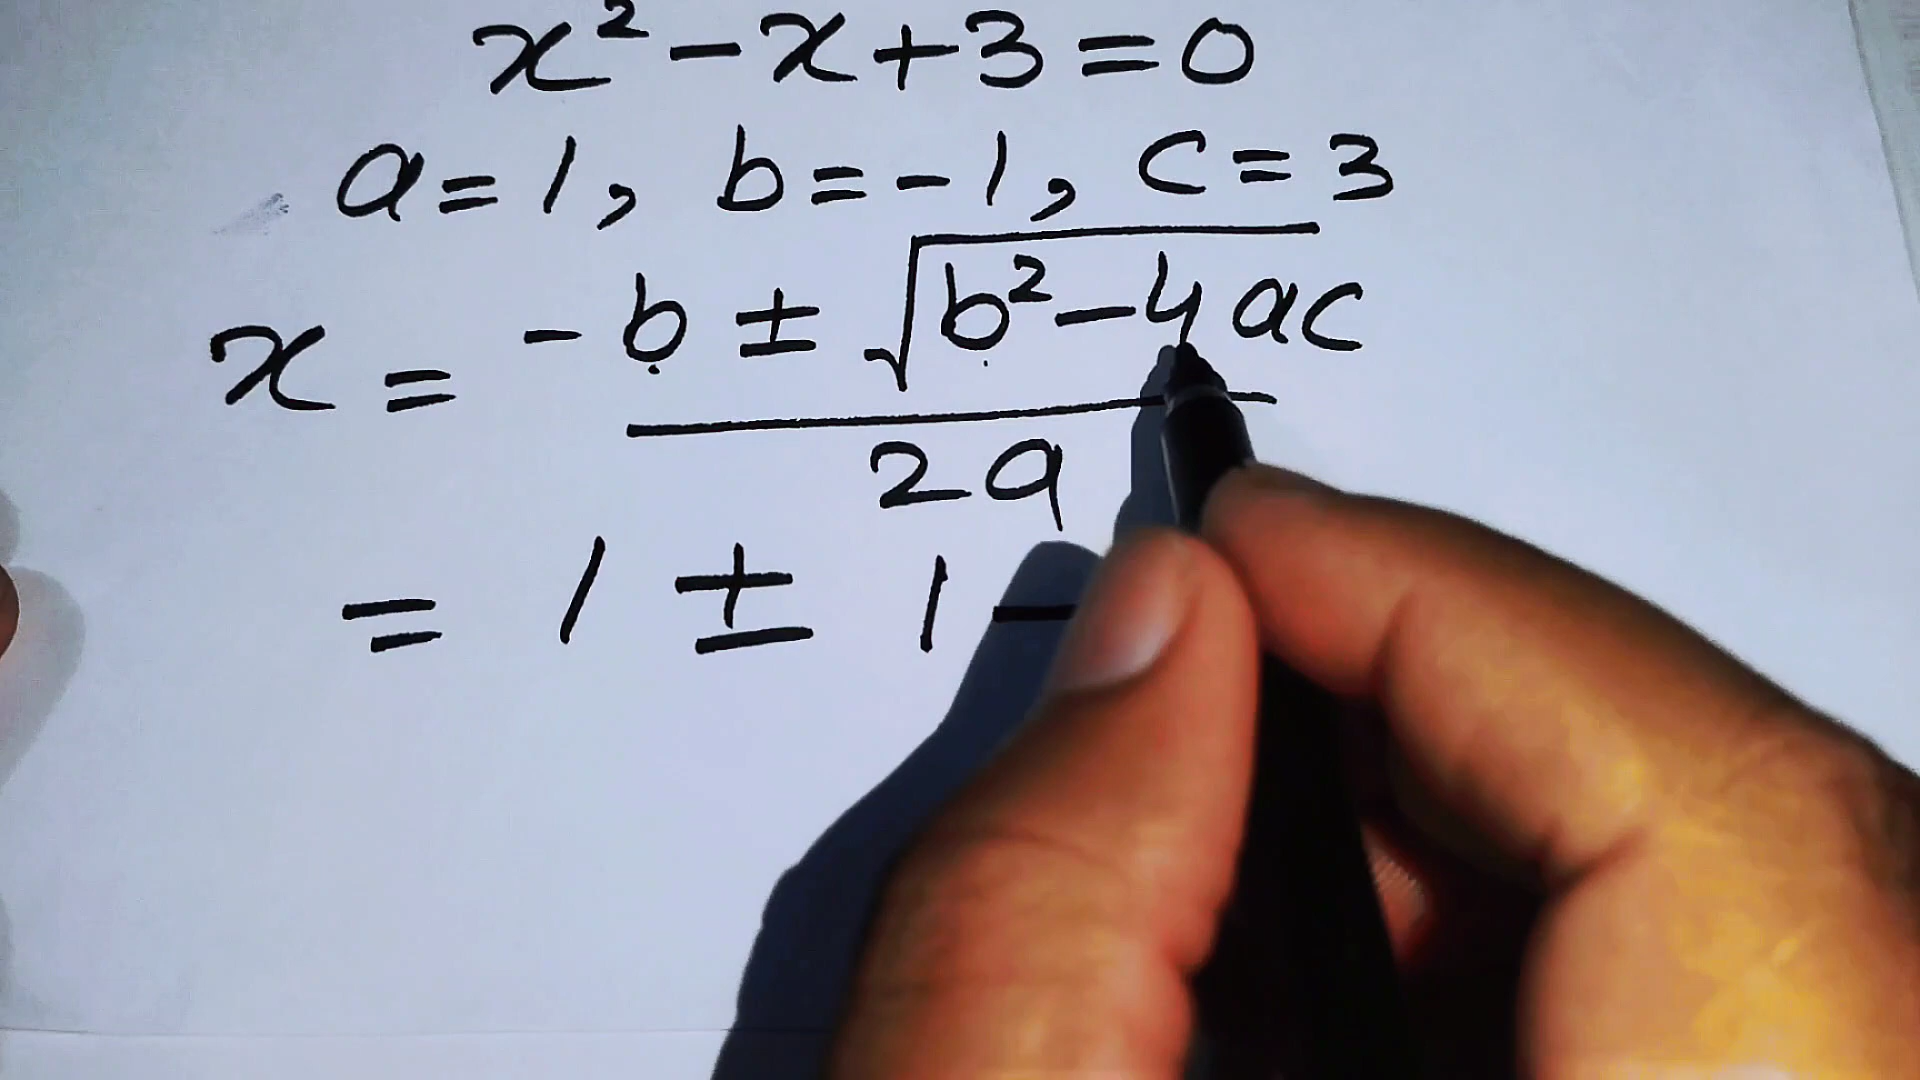 x² - x + 3 = 0
a = 1, b = -1, c = 3
x = -b ± √(b² - 4ac) / 2a
= 1 ± 1 -